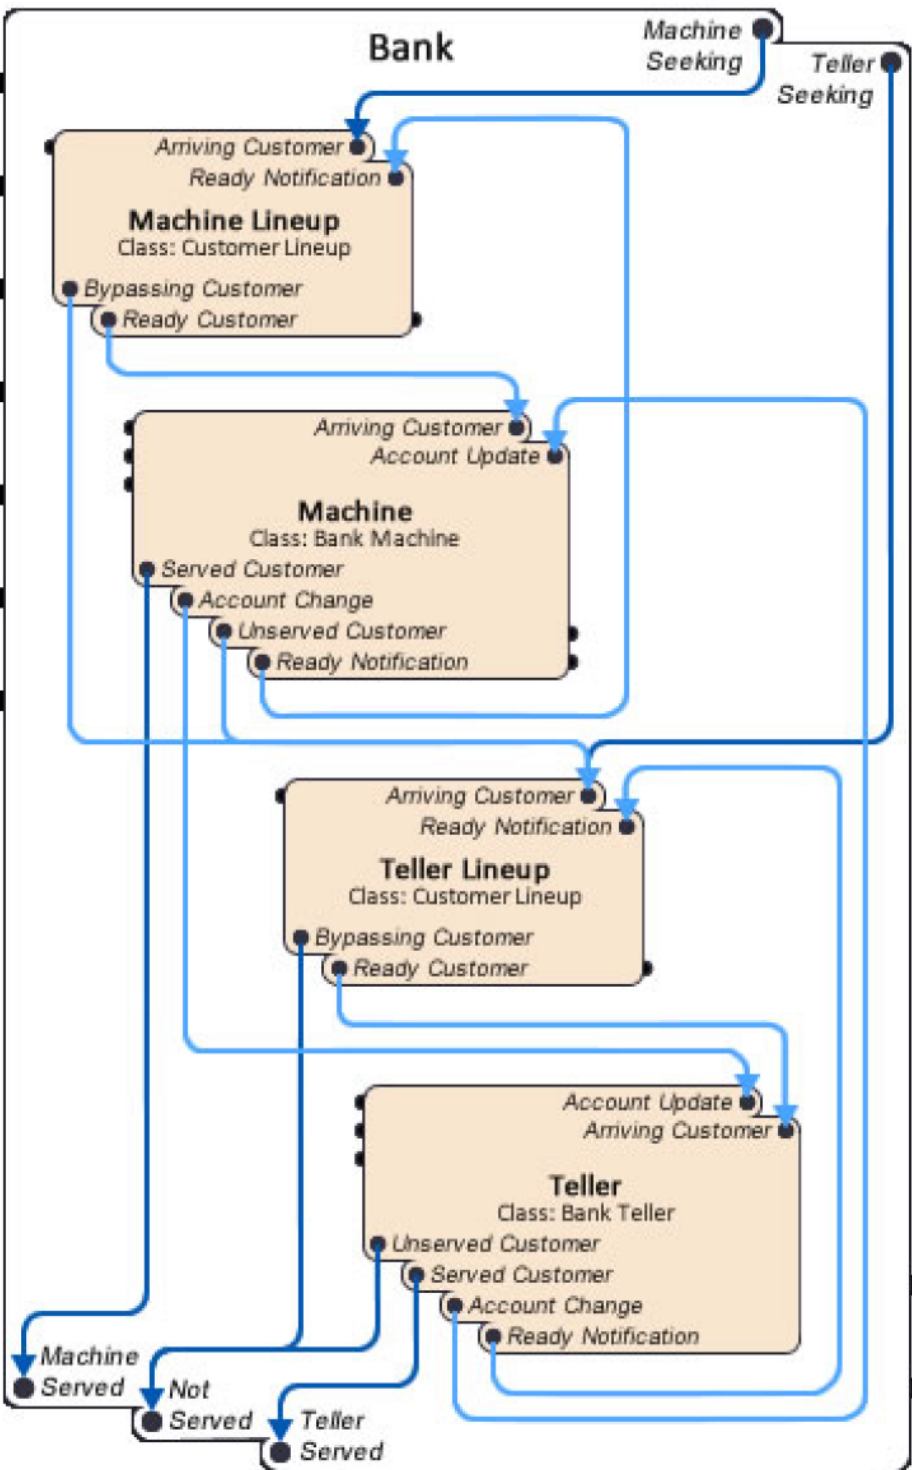 Bank
Machine
Seeking
Teller
Seeking
Arriving Customer
Ready Notification
Machine Lineup
Class: Customer Lineup
Bypassing Customer
Ready Customer
Arriving Customer
Account Update
Machine
Class: Bank Machine
Served Customer
Account Change
Unserved Customer
Ready Notification
Arriving Customer
Ready Notification
Teller Lineup
Class: Customer Lineup
Bypassing Customer
Ready Customer
Account Update
Arriving Customer
Teller
Class: Bank Teller
Unserved Customer
Served Customer
Account Change
Ready Notification
Machine
Served
Not
Served
Teller
Served